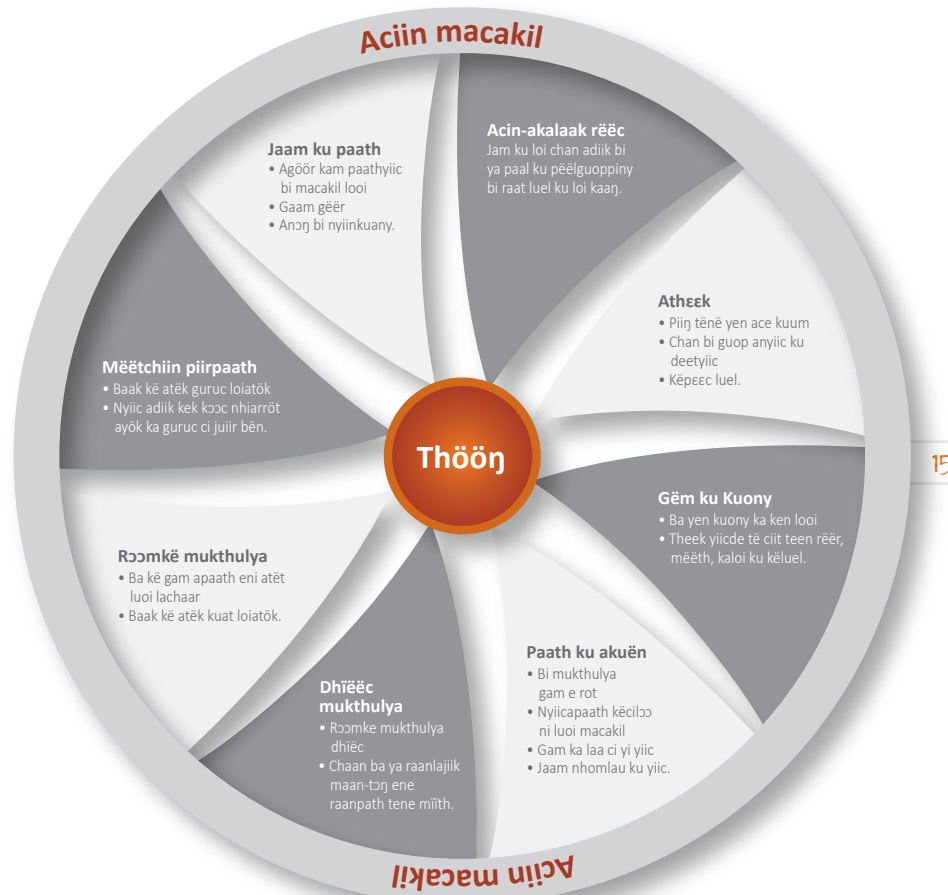 Aciin macakil
Acin-akalaak rëëc
Jam ku loi chan adiik bi
ya paal ku pëëlguoppiny
bi raat luel ku loi kaaŋ.
Athɛɛk
• Piiŋ tënë yen ace kuum
• Chan bi guop anyiic ku
deetyiic
• Këpɛɛc luel.
Gëm ku Kuony
• Ba yen kuony ka ken looi
• Theek yiicde të ciit teen rëër,
mëëth, kaloi ku këluel.
Paath ku akuën
• Bi mukthulya
gam e rot
• Nyiicapaath këcilɔɔ
ni luoi macakil
• Gam ka laa ci yi yiic
• Jaam nhomlau ku yiic.
Dhïëëc
mukthulya
• Rɔɔmke mukthulya
dhïëc
• Chaan ba ya raanlajiik
maan-tɔŋ ene
raanpath tene mïïth.
Rɔɔmkë mukthulya
• Ba kë gam apaath eni atët
luoi lachaar
• Baak kë atëk kuat loiatök.
Mëëtchiin piirpaath
• Baak kë atëk guruc loiatök
• Nyiic adiik kek kɔɔc nhiarröt
ayök ka guruc ci juiir bën.
Jaam ku paath
• Agöör kam paathyiic
bi macakil looi
• Gaam gëër
• Anɔŋ bi nyiinkuany.
Thööŋ
Aciin macakil
15